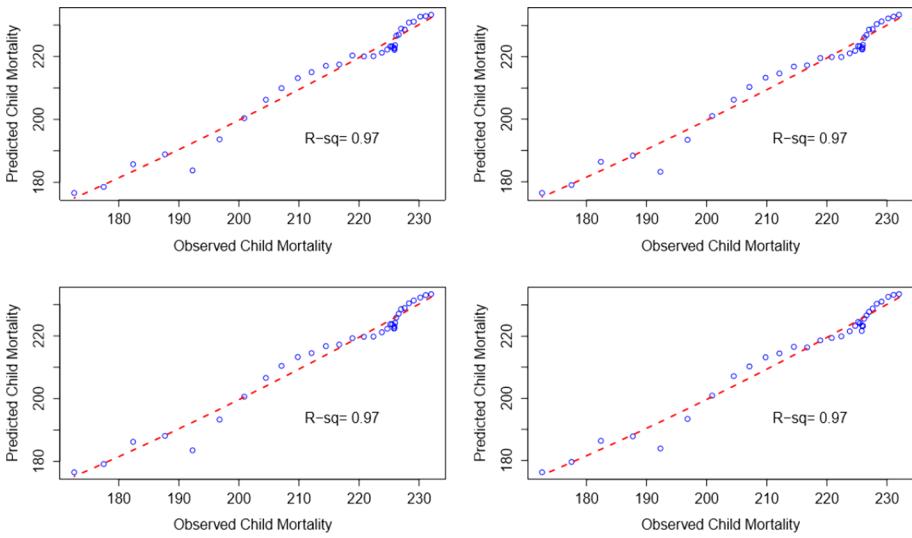 Predicted Child Mortality
220
200
180
R-sq= 0.97
180 190 200 210 220 230
Observed Child Mortality
Predicted Child Mortality
220
200
180
R-sq= 0.97
180 190 200 210 220 230
Observed Child Mortality
Predicted Child Mortality
220
200
180
R-sq= 0.97
180 190 200 210 220 230
Observed Child Mortality
Predicted Child Mortality
220
200
180
R-sq= 0.97
180 190 200 210 220 230
Observed Child Mortality